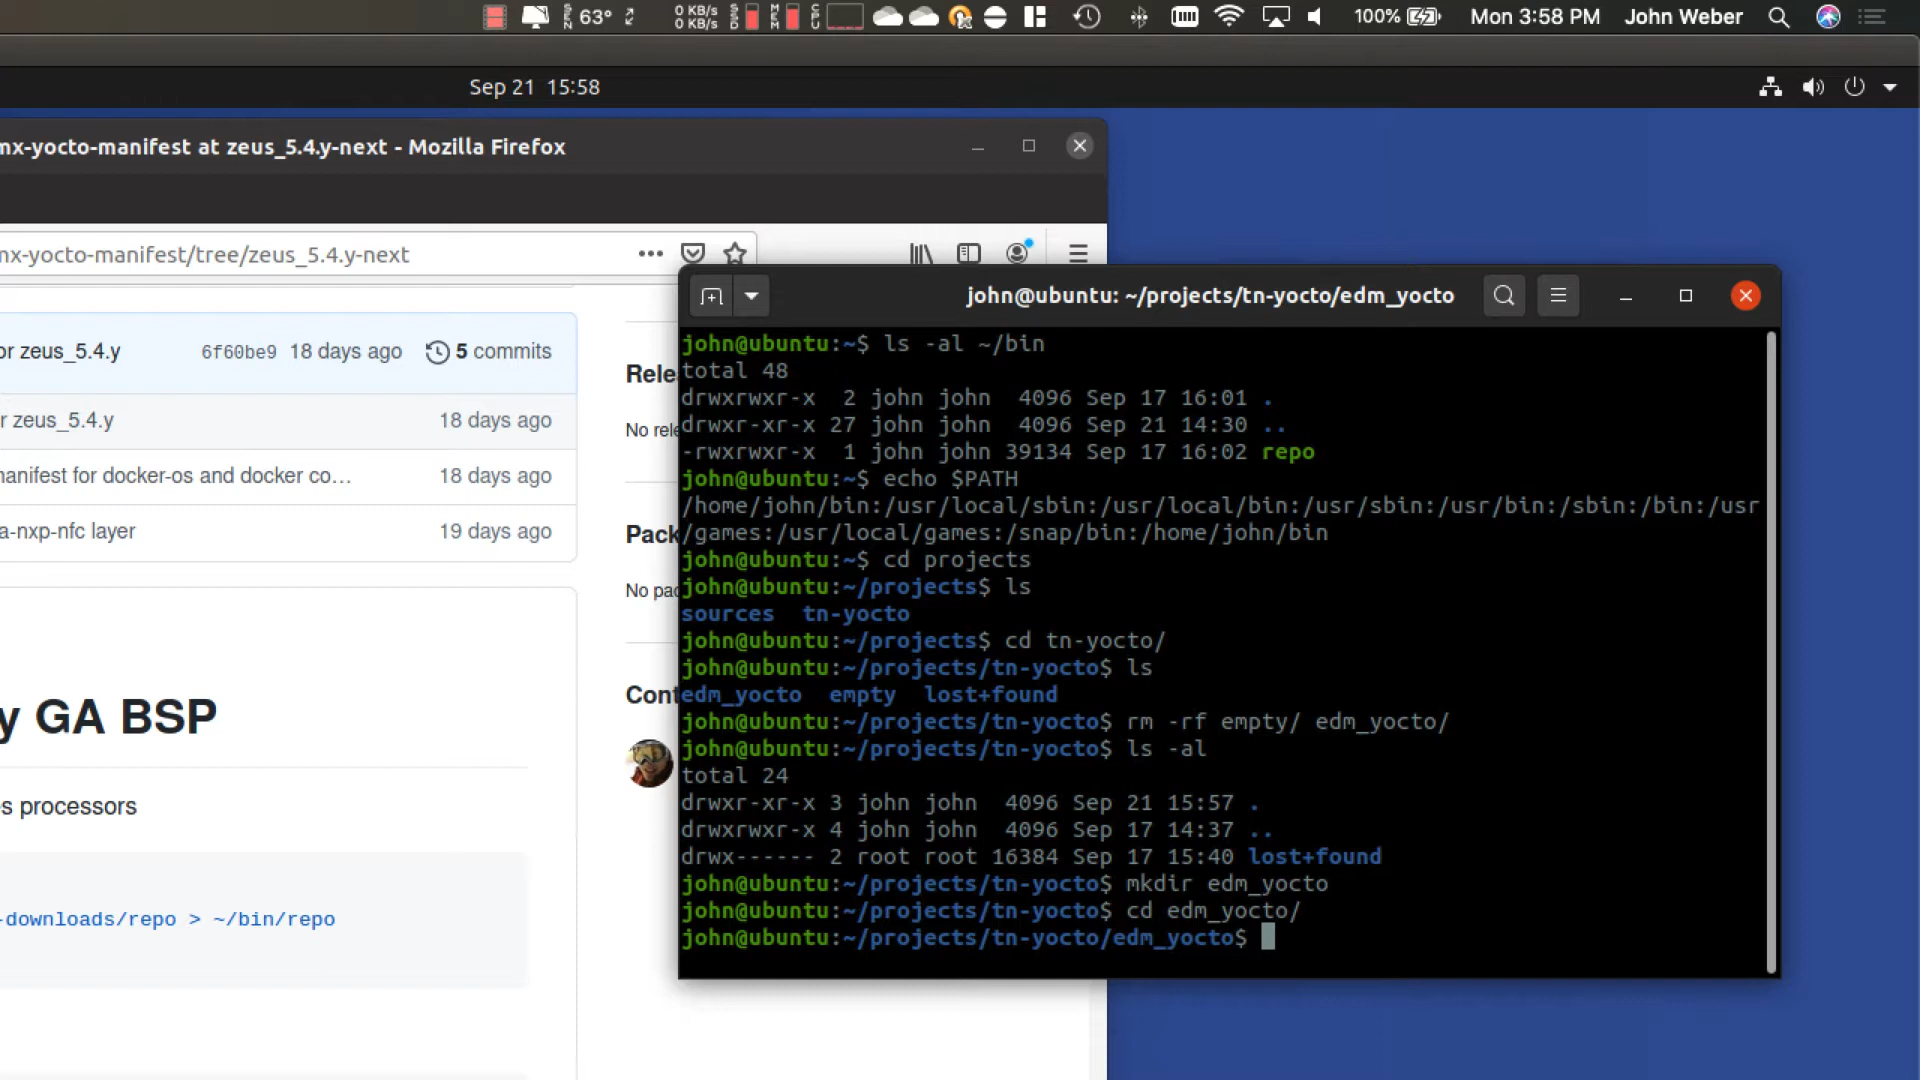 63°
0 KB/s
0 KB/s
100%
Mon 3:58 PM
John Weber
Sep 21 15:58
mx-yocto-manifest at zeus_5.4.y-next - Mozilla Firefox
mx-yocto-manifest/tree/zeus_5.4.y-next
or zeus_5.4.y
6f60be9 18 days ago
5 commits
r zeus_5.4.y
18 days ago
manifest for docker-os and docker co…
18 days ago
a-nxp-nfc layer
19 days ago
y GA BSP
es processors
-downloads/repo > ~/bin/repo
Rele
No rele
Pack
No pac
Cont
john@ubuntu: ~/projects/tn-yocto/edm_yocto
john@ubuntu:~$ ls -al ~/bin
total 48
drwxrwxr-x  2 john john  4096 Sep 17 16:01 .
drwxr-xr-x 27 john john  4096 Sep 21 14:30 ..
-rwxrwxr-x  1 john john 39134 Sep 17 16:02 repo
john@ubuntu:~$ echo $PATH
/home/john/bin:/usr/local/sbin:/usr/local/bin:/usr/sbin:/usr/bin:/sbin:/bin:/usr
/games:/usr/local/games:/snap/bin:/home/john/bin
john@ubuntu:~$ cd projects
john@ubuntu:~/projects$ ls
sources  tn-yocto
john@ubuntu:~/projects$ cd tn-yocto/
john@ubuntu:~/projects/tn-yocto$ ls
edm_yocto  empty  lost+found
john@ubuntu:~/projects/tn-yocto$ rm -rf empty/ edm_yocto/
john@ubuntu:~/projects/tn-yocto$ ls -al
total 24
drwxr-xr-x 3 john john  4096 Sep 21 15:57 .
drwxrwxr-x 4 john john  4096 Sep 17 14:37 ..
drwx------ 2 root root 16384 Sep 17 15:40 lost+found
john@ubuntu:~/projects/tn-yocto$ mkdir edm_yocto
john@ubuntu:~/projects/tn-yocto$ cd edm_yocto/
john@ubuntu:~/projects/tn-yocto/edm_yocto$